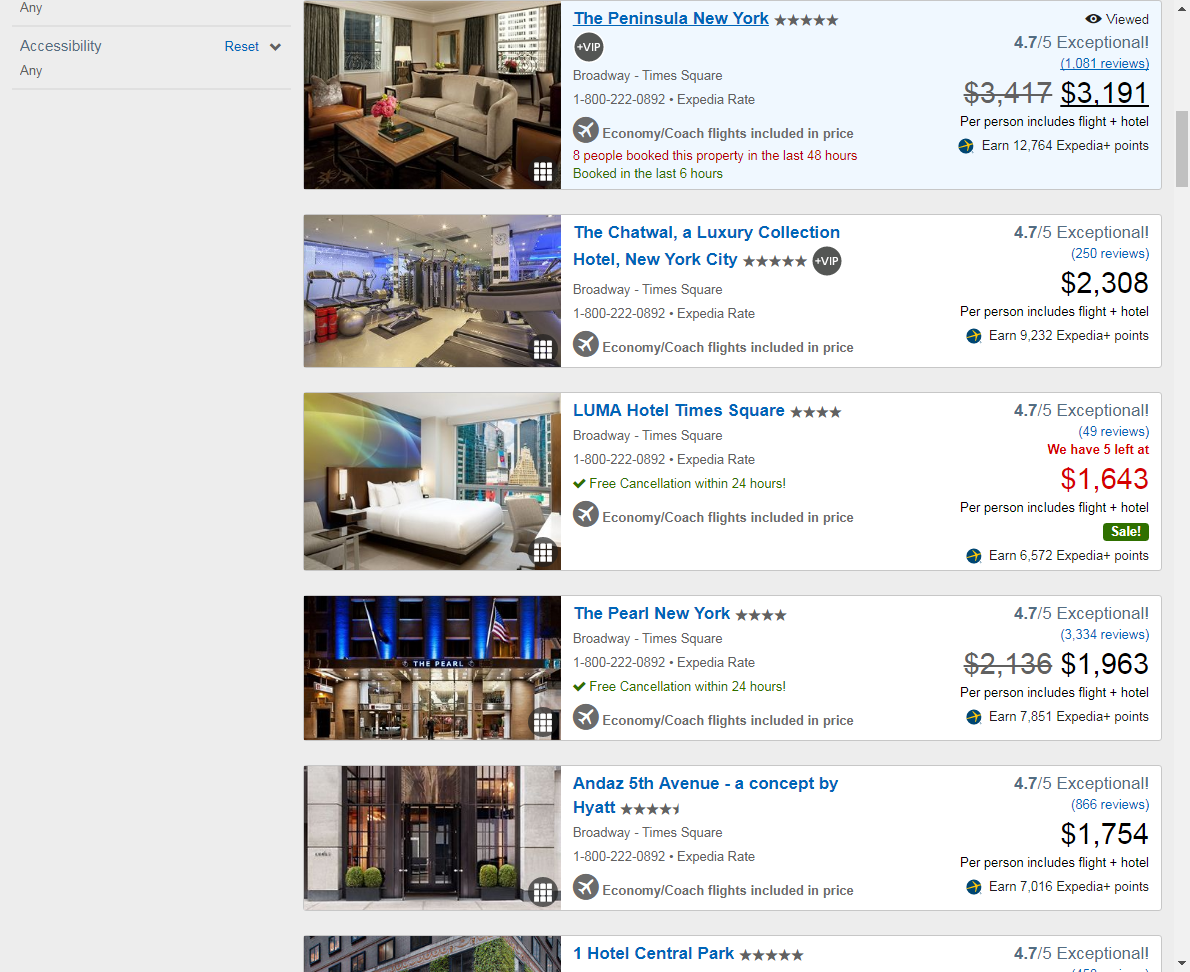 Any
Accessibility Reset
Any
The Peninsula New York
+VIP
Broadway - Times Square
1-800-222-0892 • Expedia Rate
Economy/Coach flights included in price
8 people booked this property in the last 48 hours
Booked in the last 6 hours
Viewed
4.7/5 Exceptional!
(1,081 reviews)
$3,417 $3,191
Per person includes flight + hotel
Earn 12,764 Expedia+ points
The Chatwal, a Luxury Collection
Hotel, New York City +VIP
Broadway - Times Square
1-800-222-0892 • Expedia Rate
Economy/Coach flights included in price
4.7/5 Exceptional!
(250 reviews)
$2,308
Per person includes flight + hotel
Earn 9,232 Expedia+ points
LUMA Hotel Times Square
Broadway - Times Square
1-800-222-0892 • Expedia Rate
Free Cancellation within 24 hours!
Economy/Coach flights included in price
4.7/5 Exceptional!
(49 reviews)
We have 5 left at
$1,643
Per person includes flight + hotel
Sale!
Earn 6,572 Expedia+ points
THE PEARL
The Pearl New York
Broadway - Times Square
1-800-222-0892 • Expedia Rate
Free Cancellation within 24 hours!
Economy/Coach flights included in price
4.7/5 Exceptional!
(3,334 reviews)
$2,136 $1,963
Per person includes flight + hotel
Earn 7,851 Expedia+ points
Andaz 5th Avenue - a concept by
Hyatt
Broadway - Times Square
1-800-222-0892 • Expedia Rate
Economy/Coach flights included in price
4.7/5 Exceptional!
(866 reviews)
$1,754
Per person includes flight + hotel
Earn 7,016 Expedia+ points
1 Hotel Central Park
4.7/5 Exceptional!